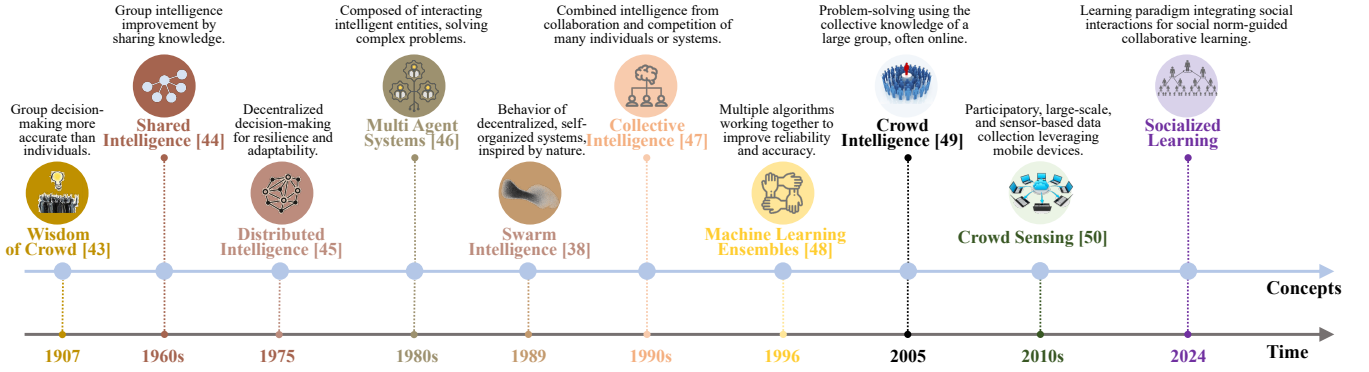 Group intelligence
improvement by
sharing knowledge.
Composed of interacting
intelligent entities, solving
complex problems.
Combined intelligence from
collaboration and competition of
many individuals or systems.
Problem-solving using the
collective knowledge of a
large group, often online.
Learning paradigm integrating social
interactions for social norm-guided
collaborative learning.
Group decision-
making more
accurate than
individuals.
Shared
Intelligence [44]
Decentralized
decision-making
for resilience and
adaptability.
Multi Agent
Systems [46]
Behavior of
decentralized, self-
organized systems,
inspired by nature.
Collective
Intelligence [47]
Multiple algorithms
working together to
improve reliability
and accuracy.
Crowd
Intelligence [49]
Participatory, large-scale,
and sensor-based data
collection leveraging
mobile devices.
Socialized
Learning
Wisdom
of Crowd [43]
Distributed
Intelligence [45]
Swarm
Intelligence [38]
Machine Learning
Ensembles [48]
Crowd Sensing [50]
Concepts
1907
1960s
1975
1980s
1989
1990s
1996
2005
2010s
2024
Time